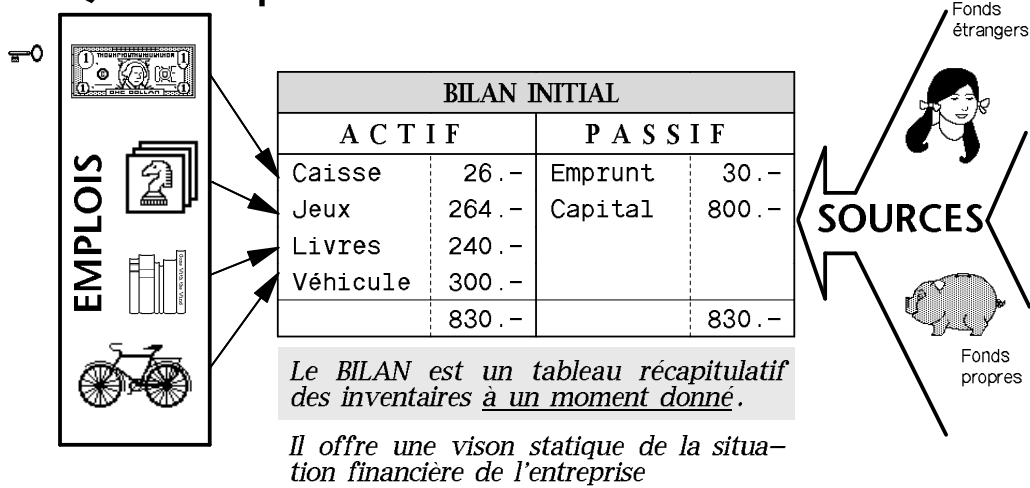 EMPLOIS
ONE DOLLAR
BILAN INITIAL
ACTIF PASSIF
Caisse 26.- Emprunt 30.-
Jeux 264.- Capital 800.-
Livres 240.-
Véhicule 300.-
830.- 830.-
Le BILAN est un tableau récapitulatif
des inventaires à un moment donné.
Il offre une vison statique de la situa-
tion financière de l'entreprise
SOURCES
Fonds
étrangers
Fonds
propres